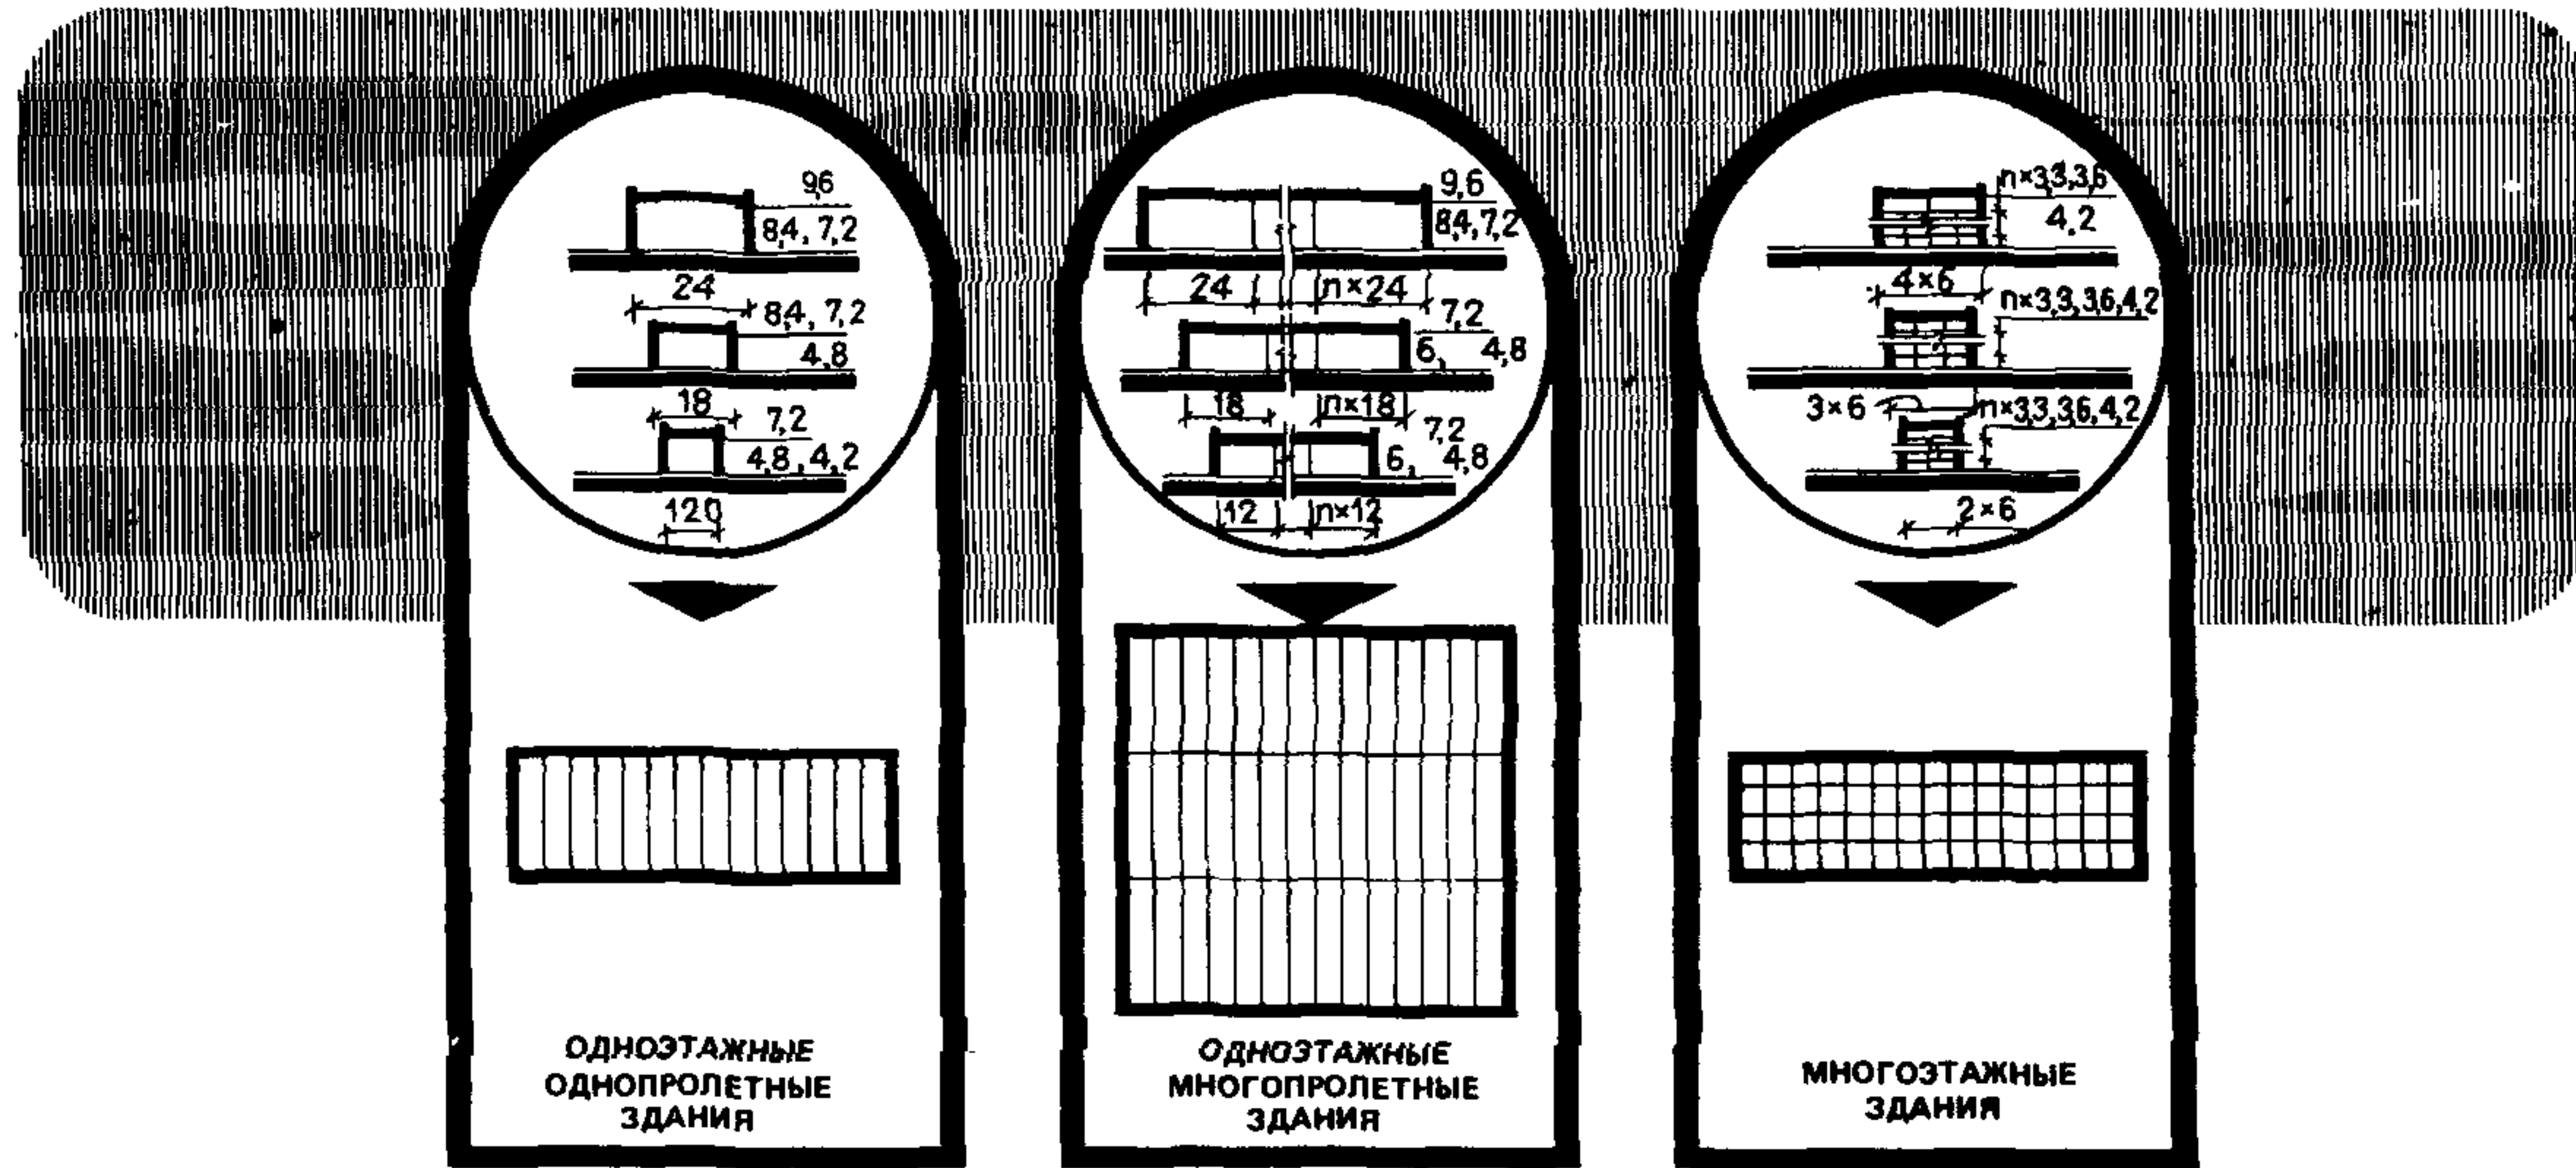 9,6
8,4, 7,2
24
8,4, 7,2
4,8
18
7,2
4,8, 4,2
120
ОДНОЭТАЖНЫЕ
ОДНОПРОЛЕТНЫЕ
ЗДАНИЯ
9,6
8,4, 7,2
24 n×24
7,2
6, 4,8
18 n×18
7,2
6, 4,8
12 n×12
ОДНОЭТАЖНЫЕ
МНОГОПРОЛЕТНЫЕ
ЗДАНИЯ
n×3,3,3,6
4,2
4×6
n×3,3,3,6,4,2
3×6
n×3,3,3,6,4,2
2×6
МНОГОЭТАЖНЫЕ
ЗДАНИЯ